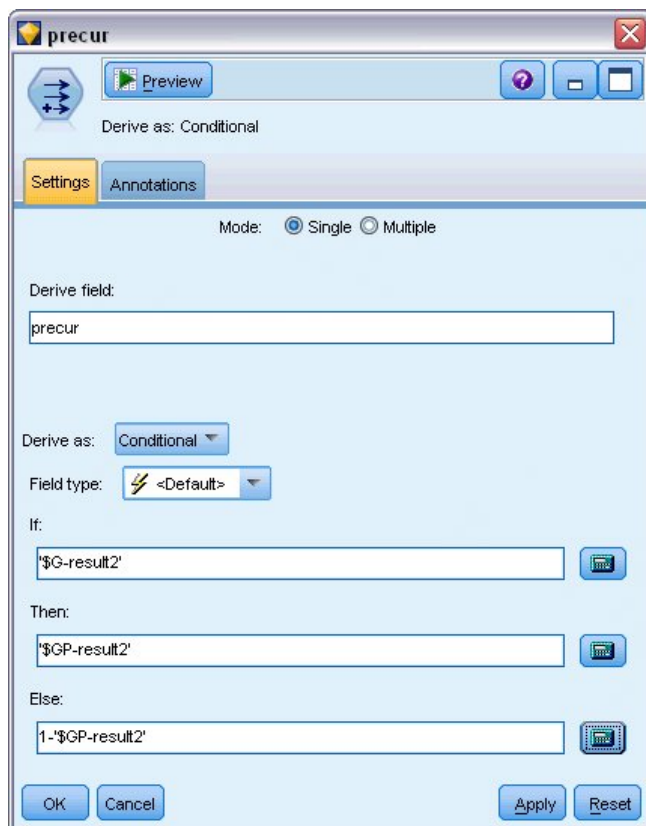 precur
Preview
Derive as: Conditional
Settings Annotations
Mode: Single Multiple
Derive field:
precur
Derive as: Conditional
Field type: <Default>
If:
'$G-result2'
Then:
'$GP-result2'
Else:
1-'$GP-result2'
OK Cancel Apply Reset